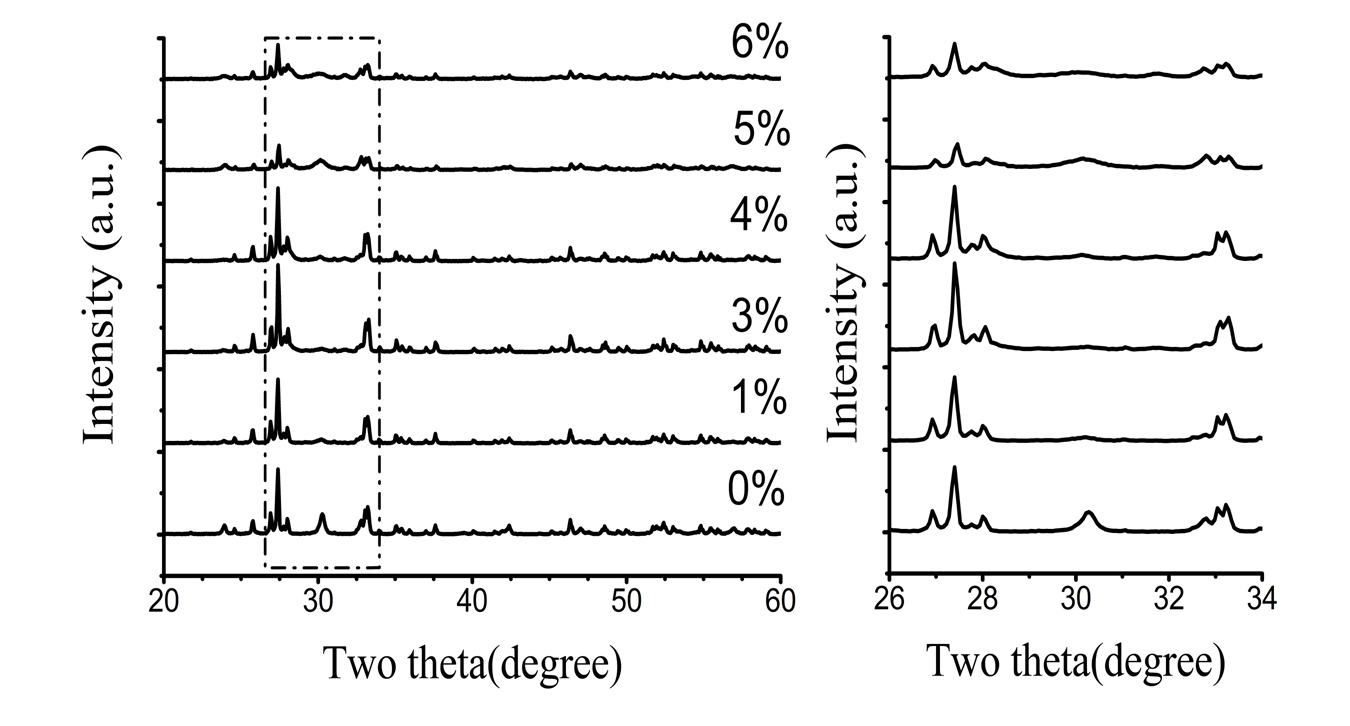 Intensity (a.u.)
6%
5%
4%
3%
1%
0%
20 30 40 50 60
Two theta(degree)
Intensity (a.u.)
26 28 30 32 34
Two theta(degree)